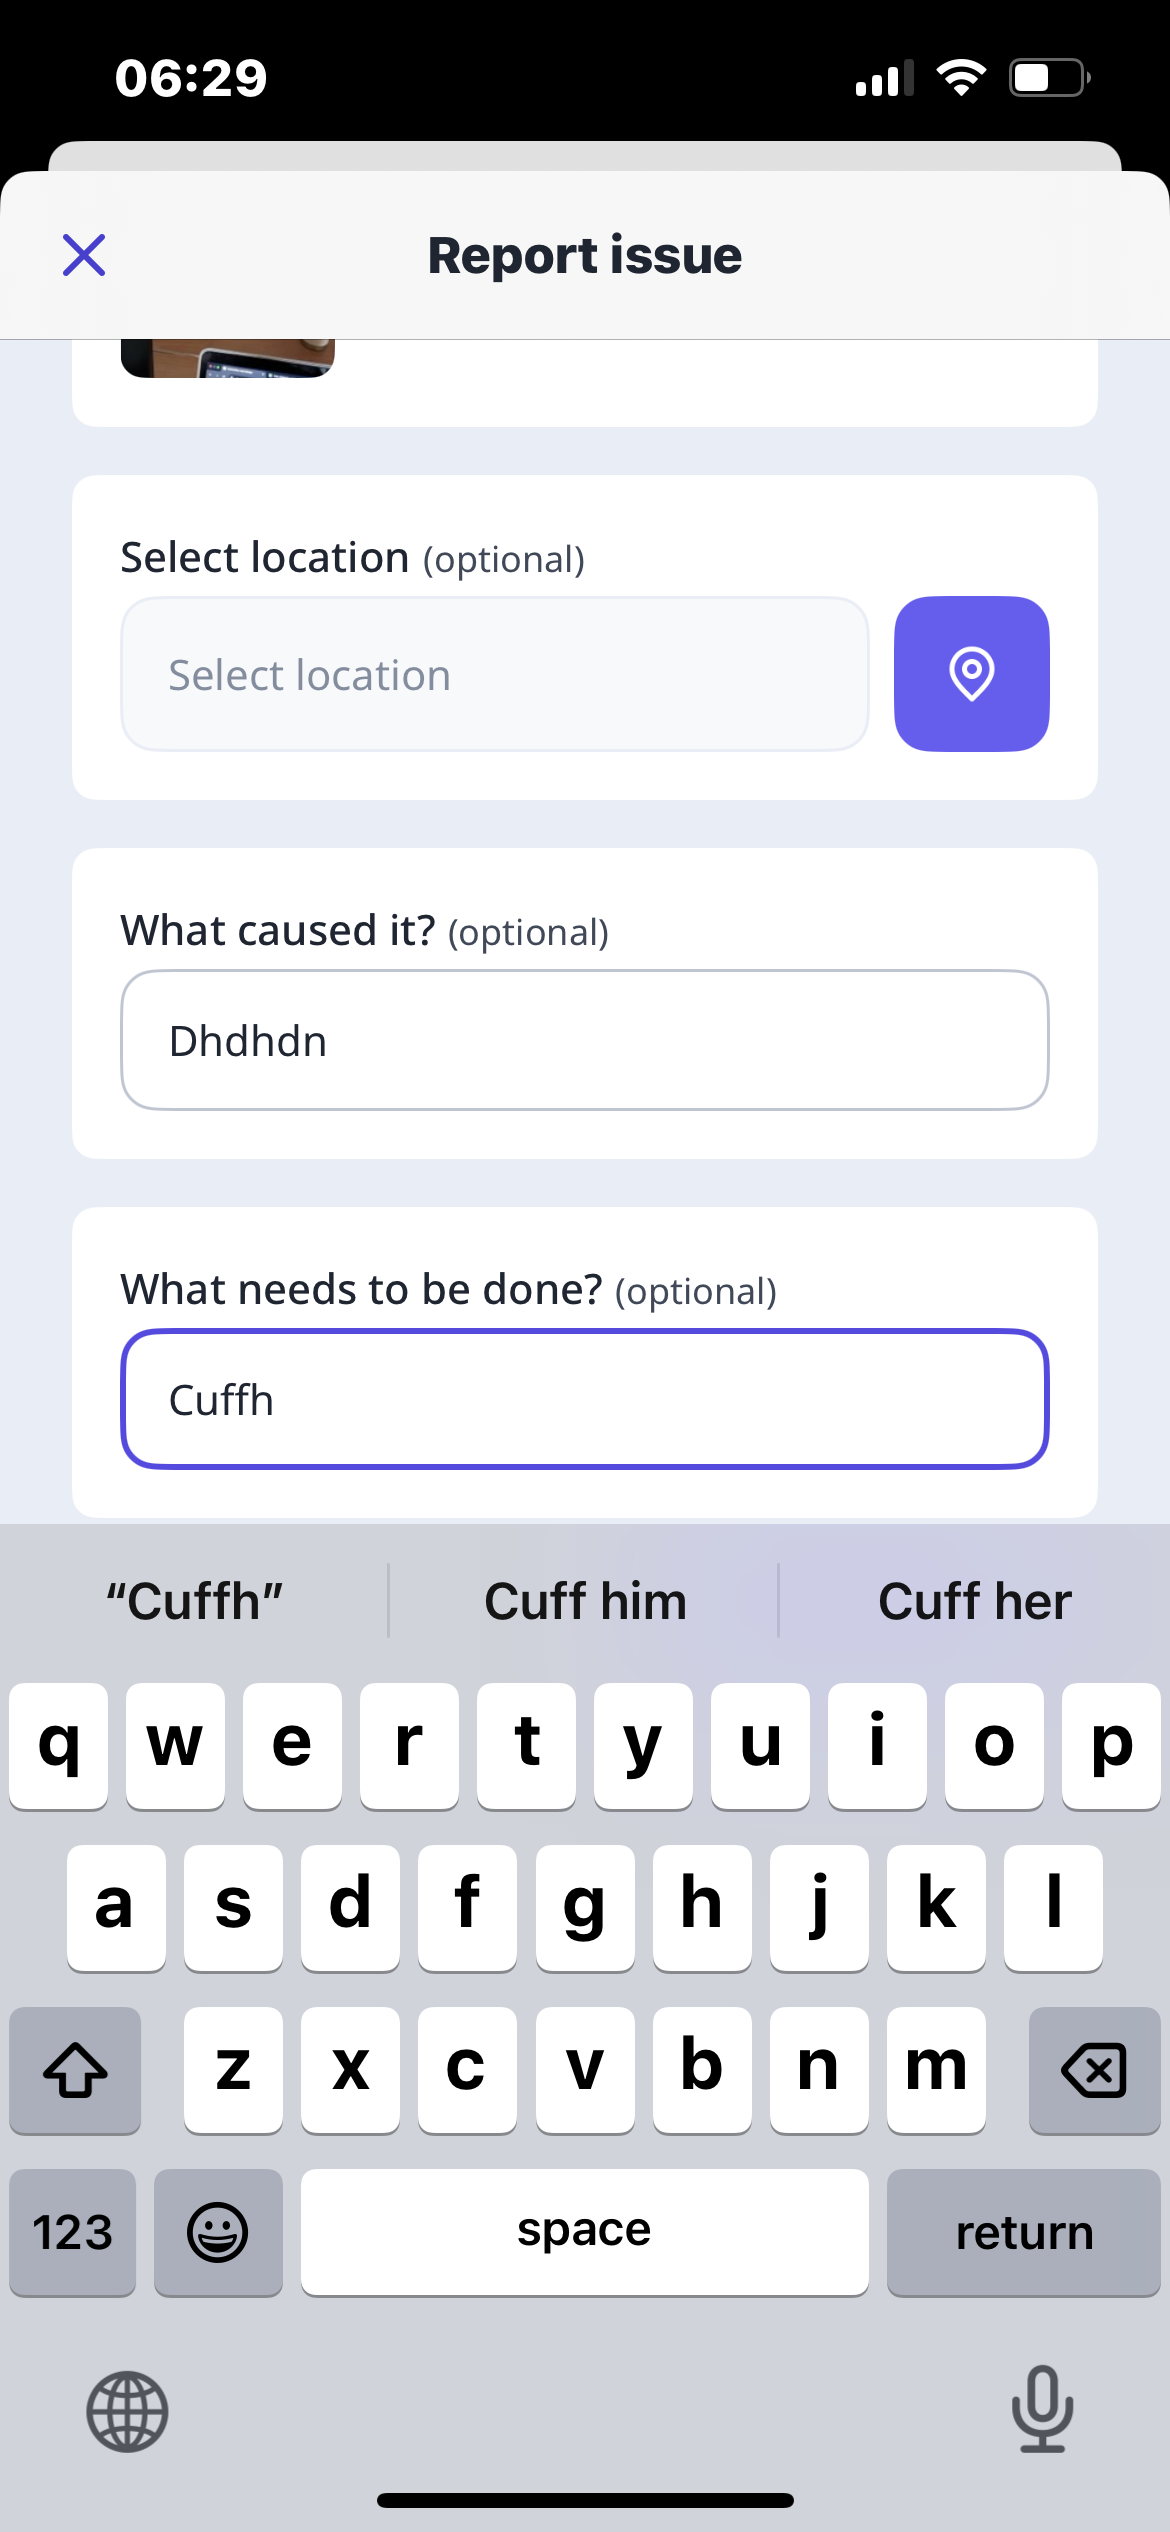 06:29
Report issue
Select location (optional)
Select location
What caused it? (optional)
Dhdhdn
What needs to be done? (optional)
Cuffh
“Cuffh” Cuff him Cuff her
q w e r t y u i o p
a s d f g h j k l
z x c v b n m
123 space return